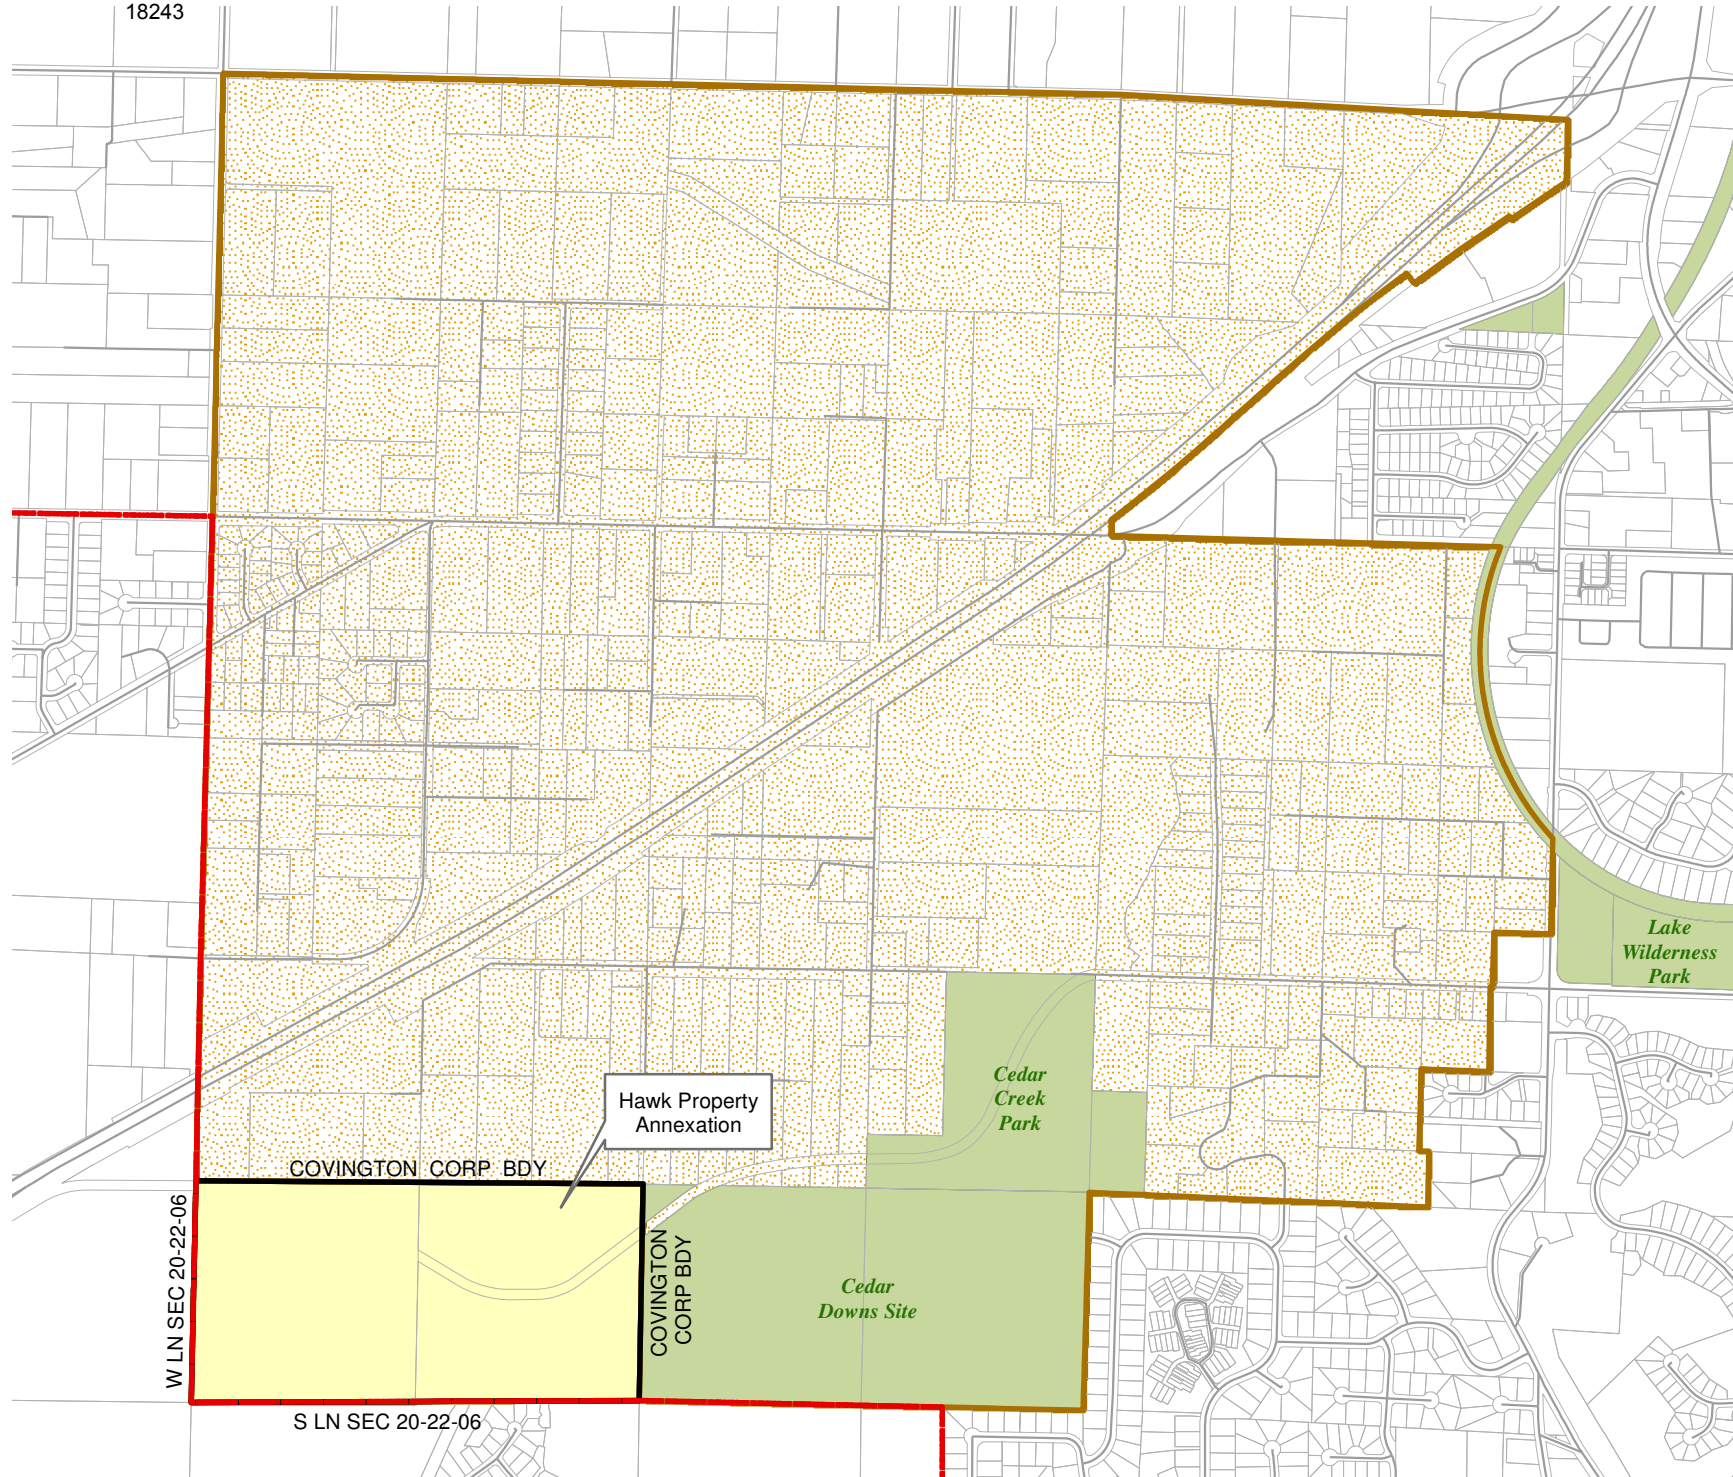 18243
Lake
Wilderness
Park
Cedar
Creek
Park
Hawk Property
Annexation
COVINGTON CORP BDY
W LN SEC 20-22-06
COVINGTON
CORP BDY
Cedar
Downs Site
S LN SEC 20-22-06